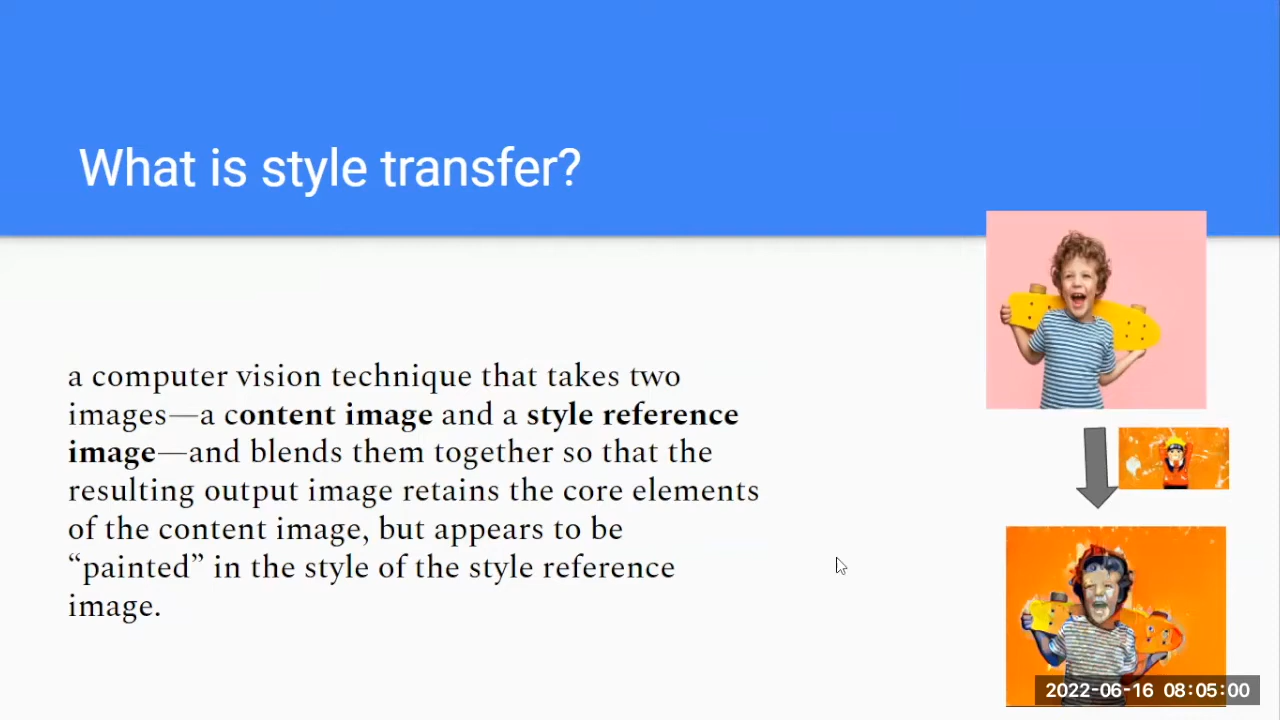 What is style transfer?
a computer vision technique that takes two
images—a content image and a style reference
image—and blends them together so that the
resulting output image retains the core elements
of the content image, but appears to be
“painted” in the style of the style reference
image.
2022-06-16 08:05:00